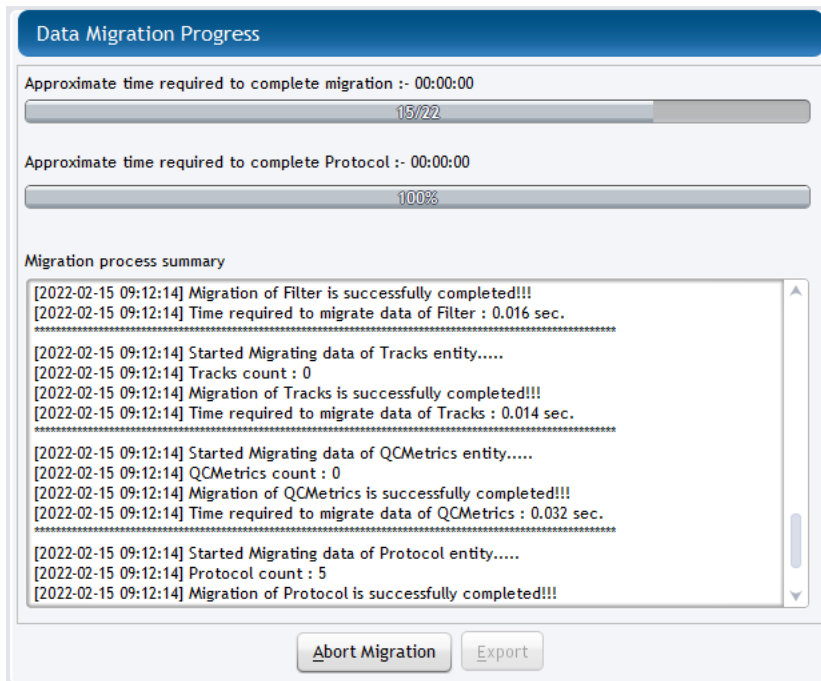 Data Migration Progress
Approximate time required to complete migration :- 00:00:00
15/22
Approximate time required to complete Protocol :- 00:00:00
100%
Migration process summary
[2022-02-15 09:12:14] Migration of Filter is successfully completed!!!
[2022-02-15 09:12:14] Time required to migrate data of Filter : 0.016 sec.
********************************************************************************************************************
[2022-02-15 09:12:14] Started Migrating data of Tracks entity.....
[2022-02-15 09:12:14] Tracks count : 0
[2022-02-15 09:12:14] Migration of Tracks is successfully completed!!!
[2022-02-15 09:12:14] Time required to migrate data of Tracks : 0.014 sec.
********************************************************************************************************************
[2022-02-15 09:12:14] Started Migrating data of QCMetrics entity.....
[2022-02-15 09:12:14] QCMetrics count : 0
[2022-02-15 09:12:14] Migration of QCMetrics is successfully completed!!!
[2022-02-15 09:12:14] Time required to migrate data of QCMetrics : 0.032 sec.
********************************************************************************************************************
[2022-02-15 09:12:14] Started Migrating data of Protocol entity.....
[2022-02-15 09:12:14] Protocol count : 5
[2022-02-15 09:12:14] Migration of Protocol is successfully completed!!!
Abort Migration Export